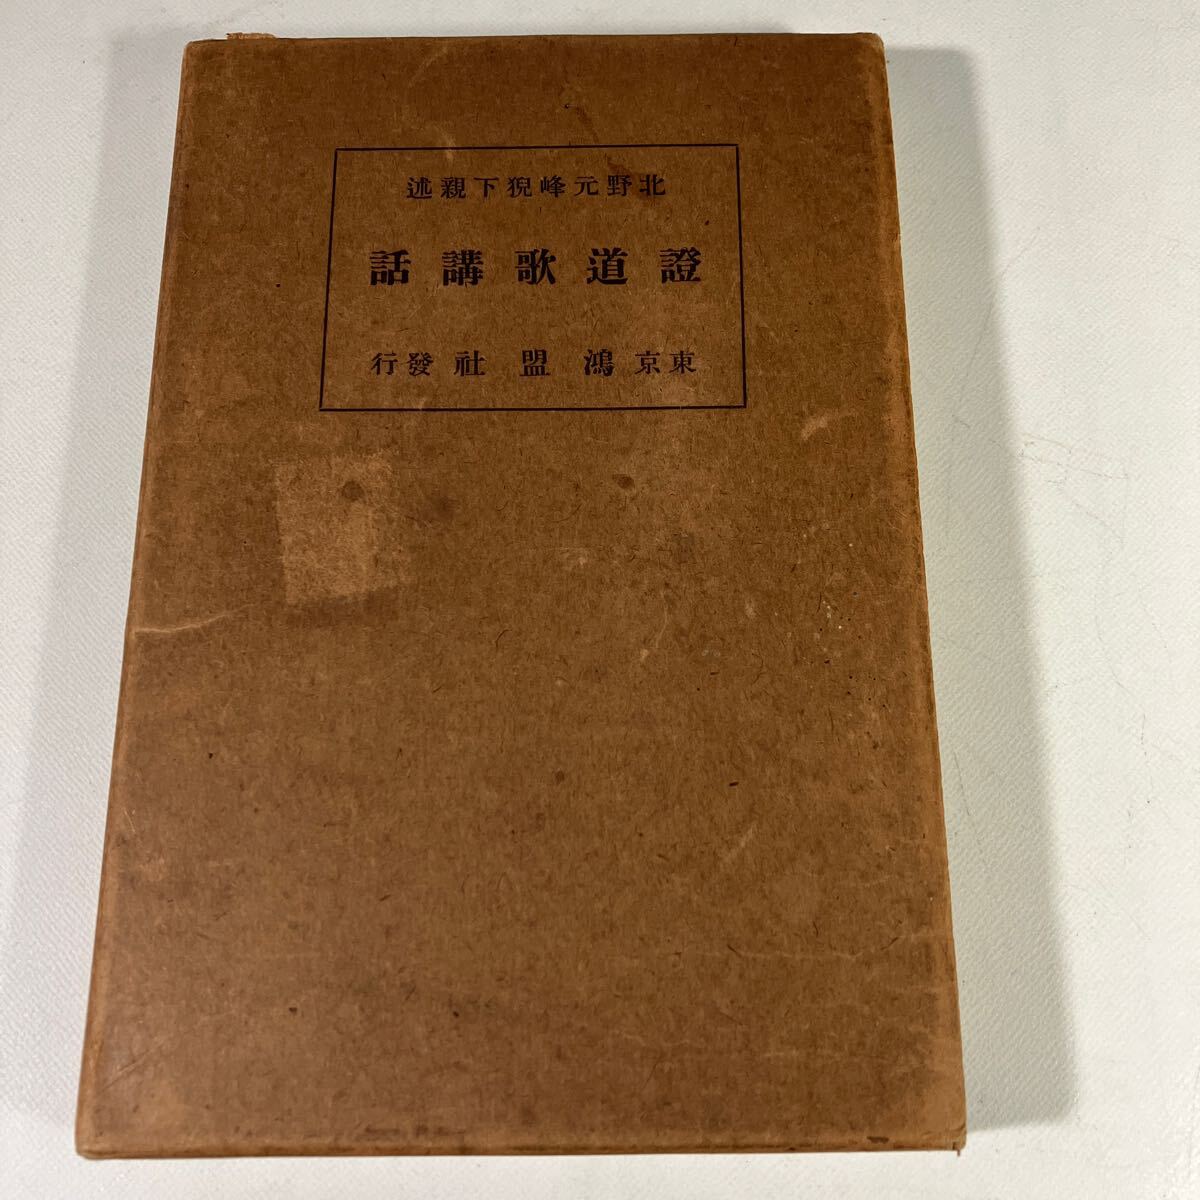 北野元峰猊下親述
證道歌講話
東京 鴻盟社 發行